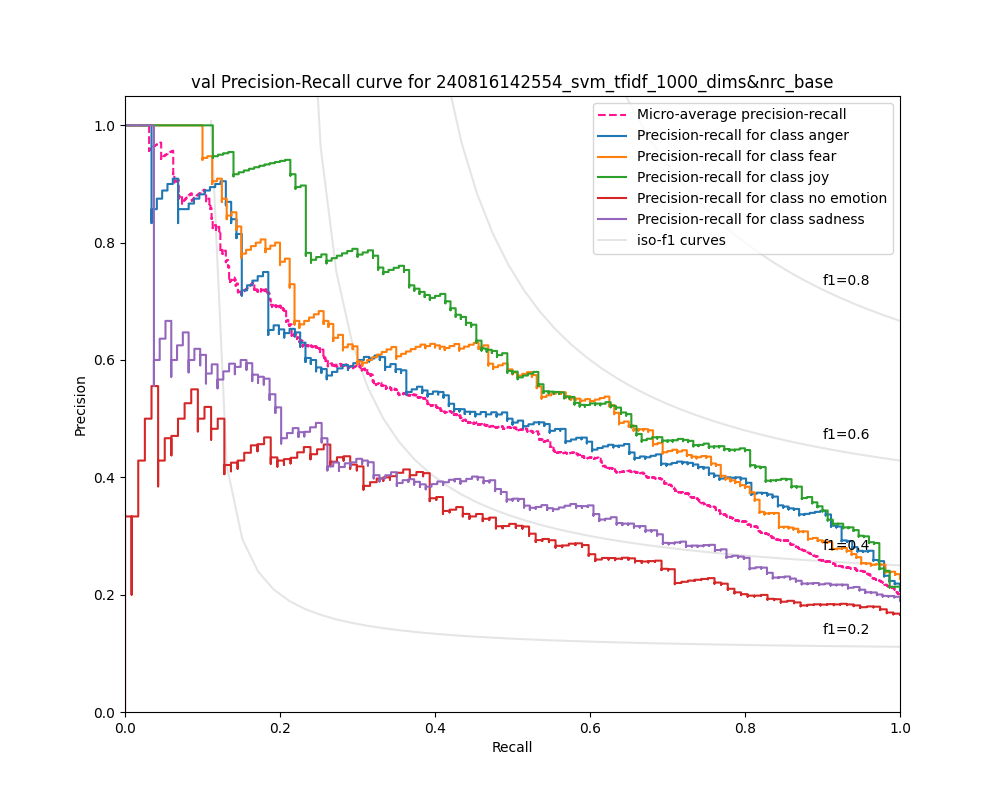 val Precision-Recall curve for 240816142554_svm_tfidf_1000_dims&nrc_base
1.0
0.8
0.6
0.4
0.2
0.0
Precision
Micro-average precision-recall
Precision-recall for class anger
Precision-recall for class fear
Precision-recall for class joy
Precision-recall for class no emotion
Precision-recall for class sadness
iso-f1 curves
f1=0.8
f1=0.6
f1=0.4
f1=0.2
0.0 0.2 0.4 0.6 0.8 1.0
Recall